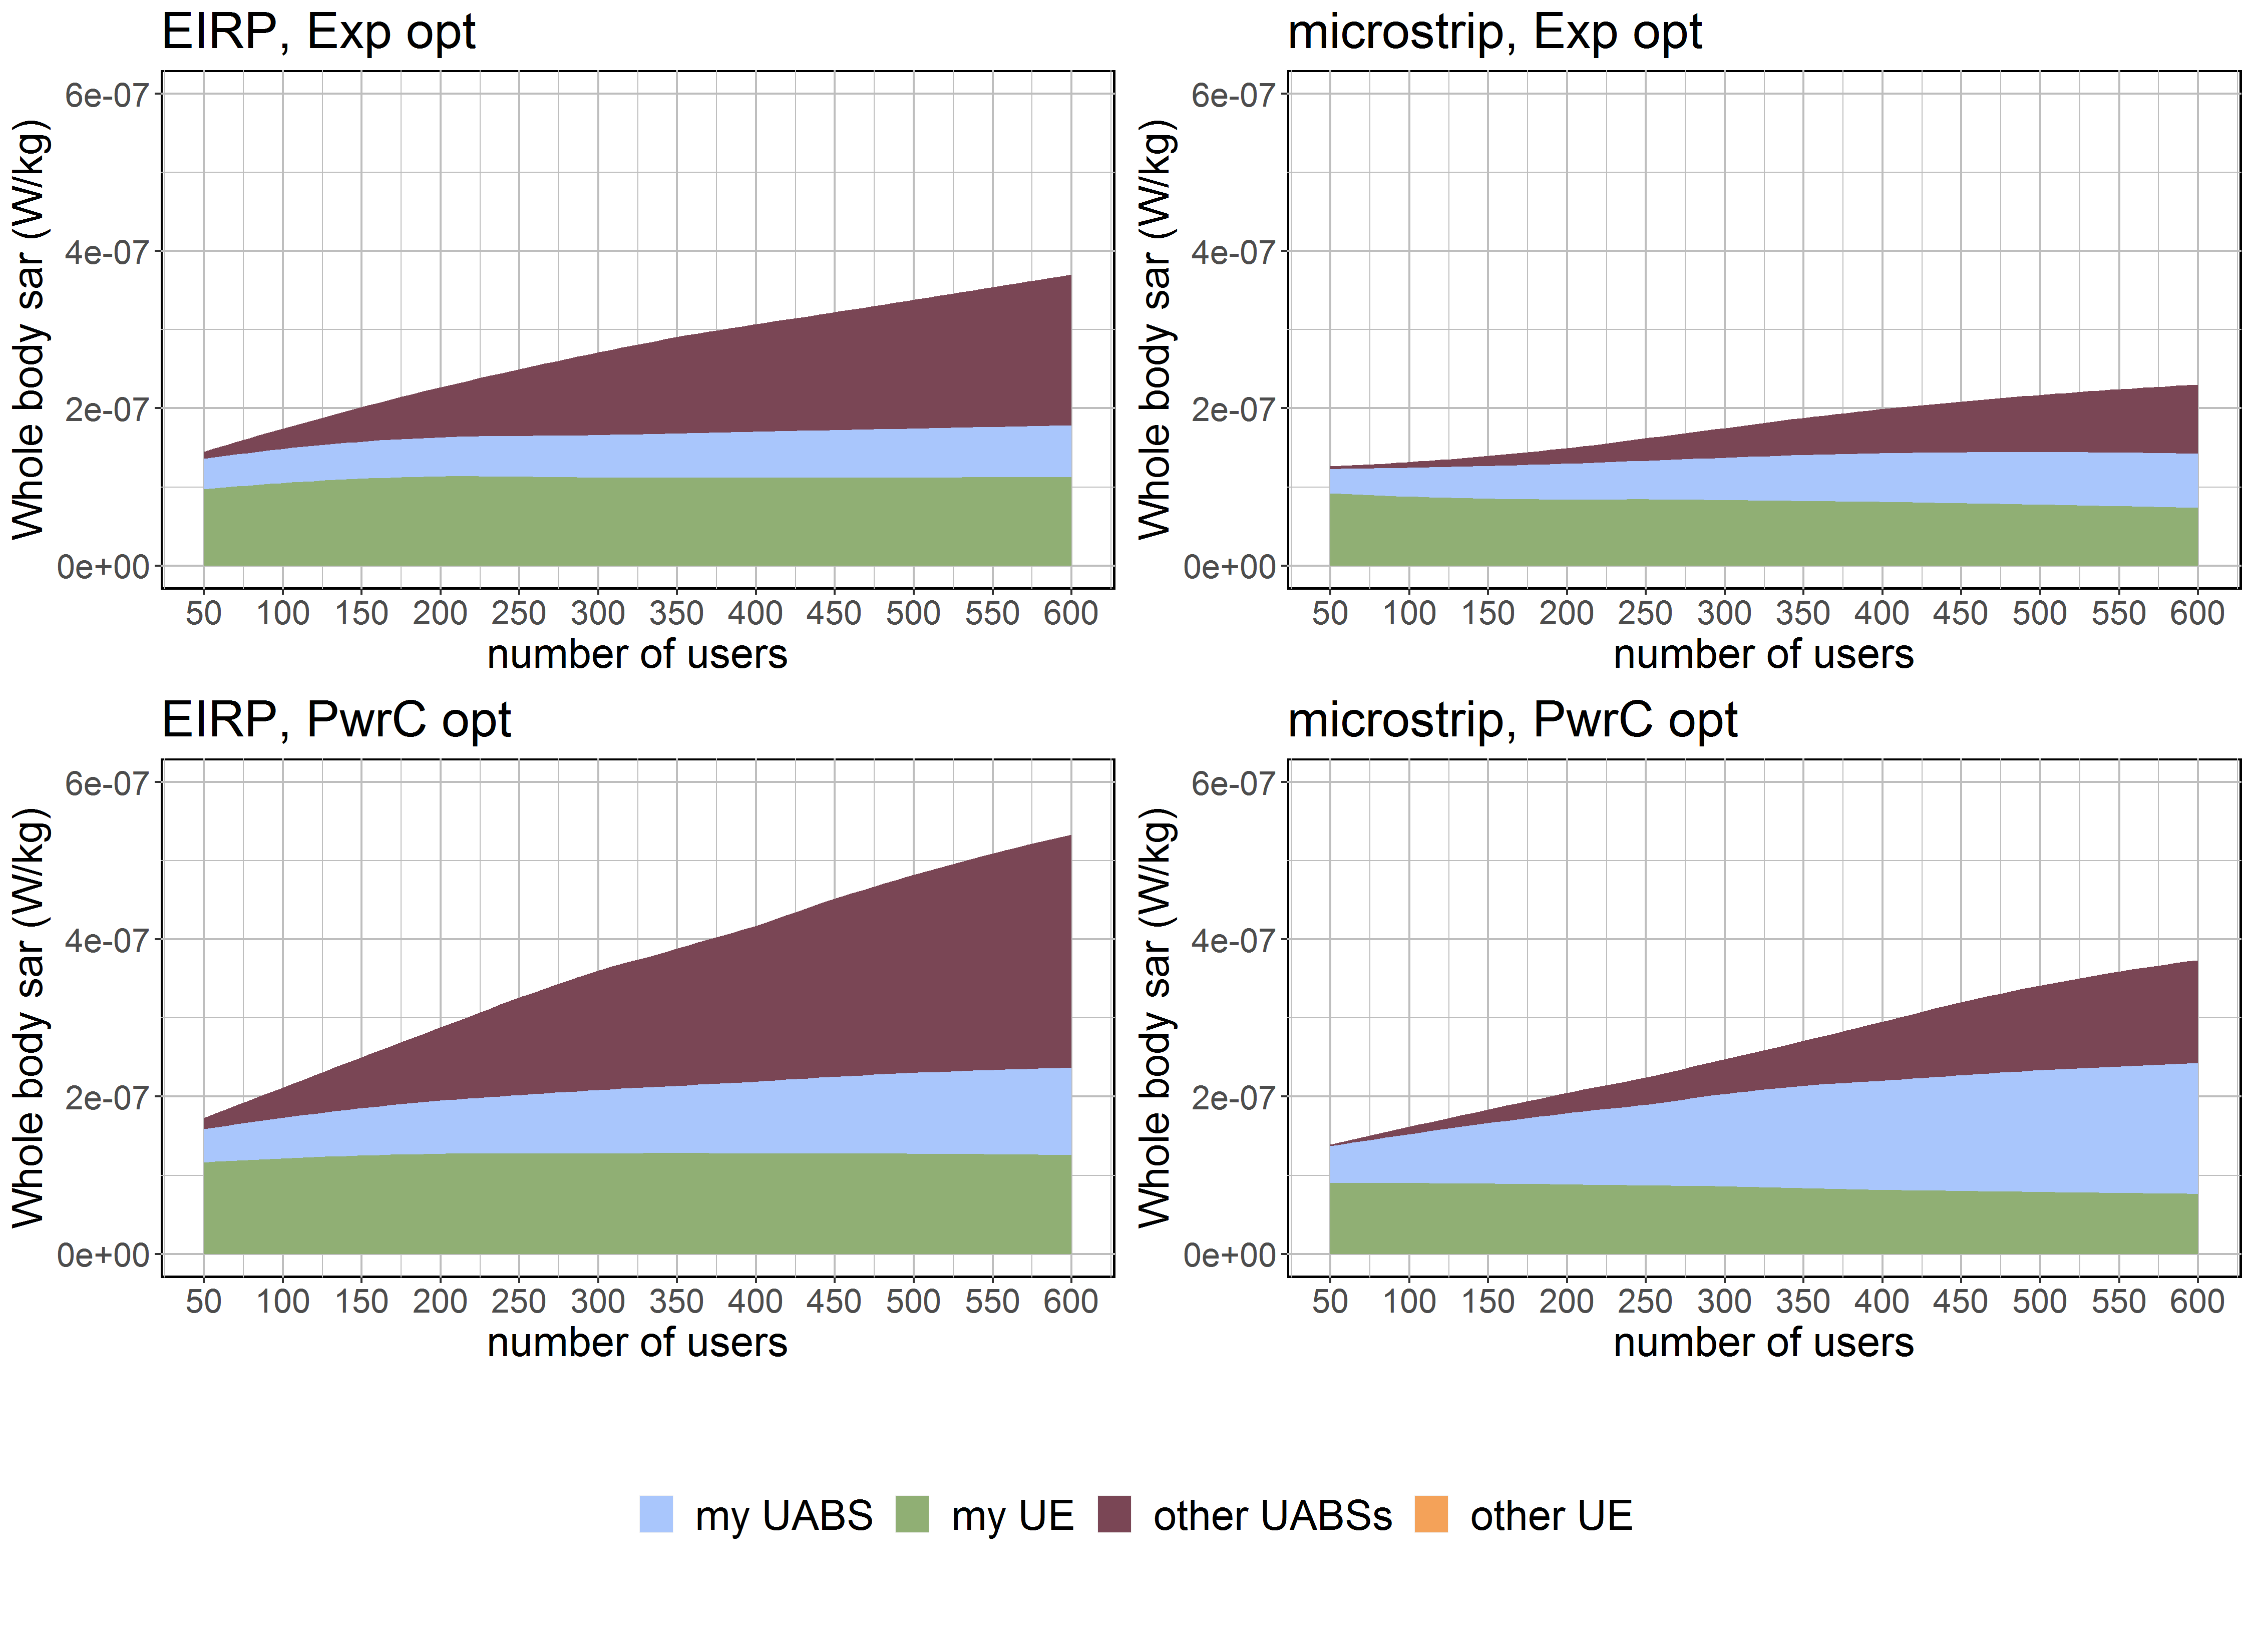 EIRP, Exp opt
Whole body sar (W/kg)
6e-07
4e-07
2e-07
0e+00
50 100 150 200 250 300 350 400 450 500 550 600
number of users
microstrip, Exp opt
Whole body sar (W/kg)
6e-07
4e-07
2e-07
0e+00
50 100 150 200 250 300 350 400 450 500 550 600
number of users
EIRP, PwrC opt
Whole body sar (W/kg)
6e-07
4e-07
2e-07
0e+00
50 100 150 200 250 300 350 400 450 500 550 600
number of users
microstrip, PwrC opt
Whole body sar (W/kg)
6e-07
4e-07
2e-07
0e+00
50 100 150 200 250 300 350 400 450 500 550 600
number of users
my UABS my UE other UABSs other UE